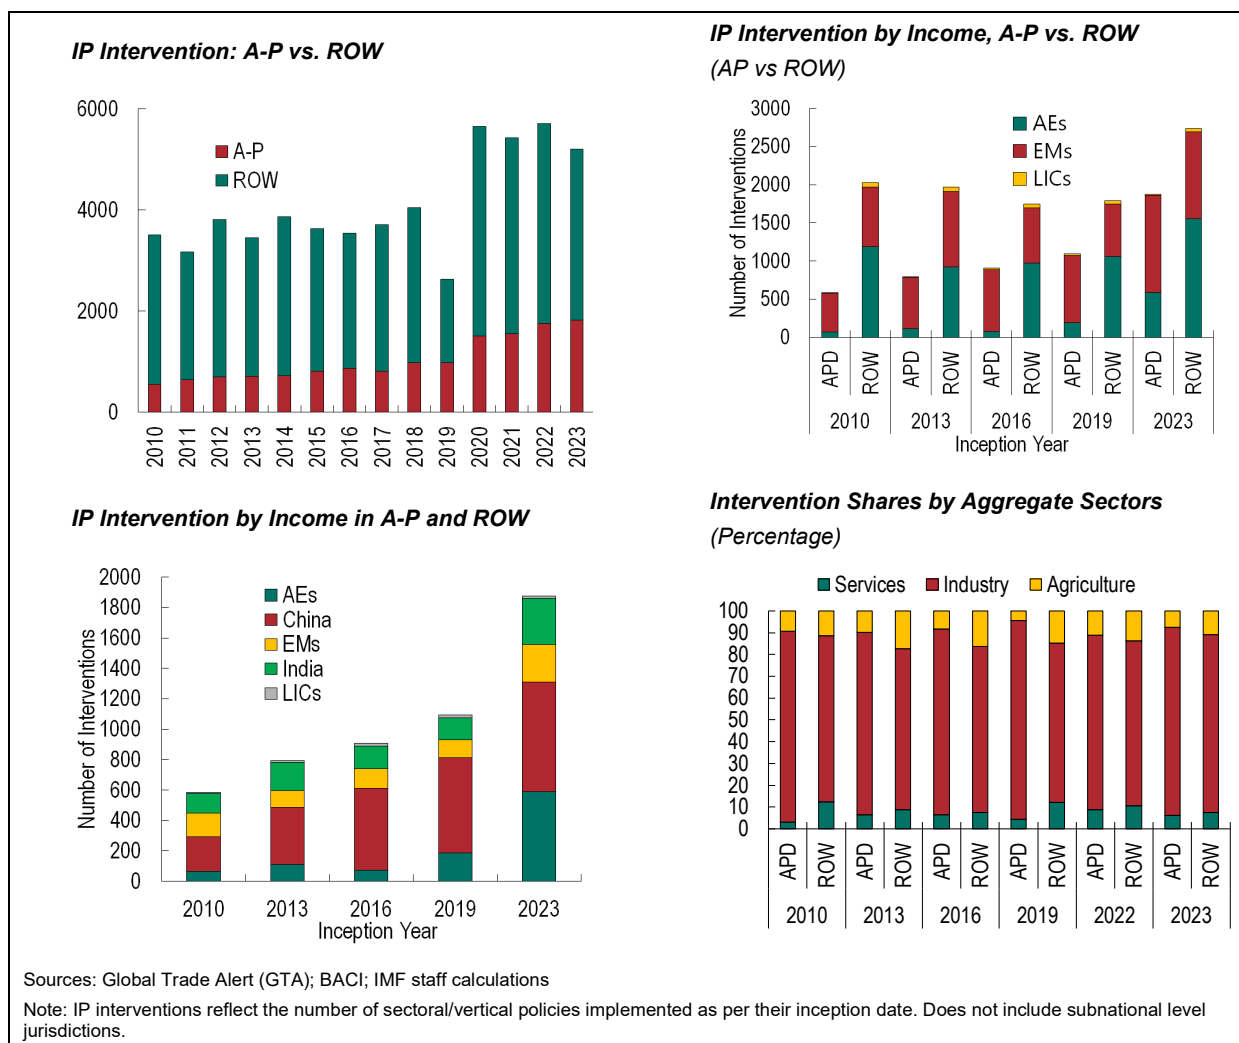 IP Intervention: A-P vs. ROW
6000
4000
2000
0
A-P
ROW
2010 2011 2012 2013 2014 2015 2016 2017 2018 2019 2020 2021 2022 2023
IP Intervention by Income, A-P vs. ROW
(AP vs ROW)
Number of Interventions
3000
2500
2000
1500
1000
500
0
AEs
EMs
LICs
APD ROW APD ROW APD ROW APD ROW APD ROW
2010 2013 2016 2019 2023
Inception Year
IP Intervention by Income in A-P and ROW
Number of Interventions
2000
1800
1600
1400
1200
1000
800
600
400
200
0
AEs
China
EMs
India
LICs
2010 2013 2016 2019 2023
Inception Year
Intervention Shares by Aggregate Sectors
(Percentage)
Services Industry Agriculture
100
90
80
70
60
50
40
30
20
10
0
APD ROW APD ROW APD ROW APD ROW APD ROW APD ROW
2010 2013 2016 2019 2022 2023
Sources: Global Trade Alert (GTA); BACI; IMF staff calculations
Note: IP interventions reflect the number of sectoral/vertical policies implemented as per their inception date. Does not include subnational level
jurisdictions.